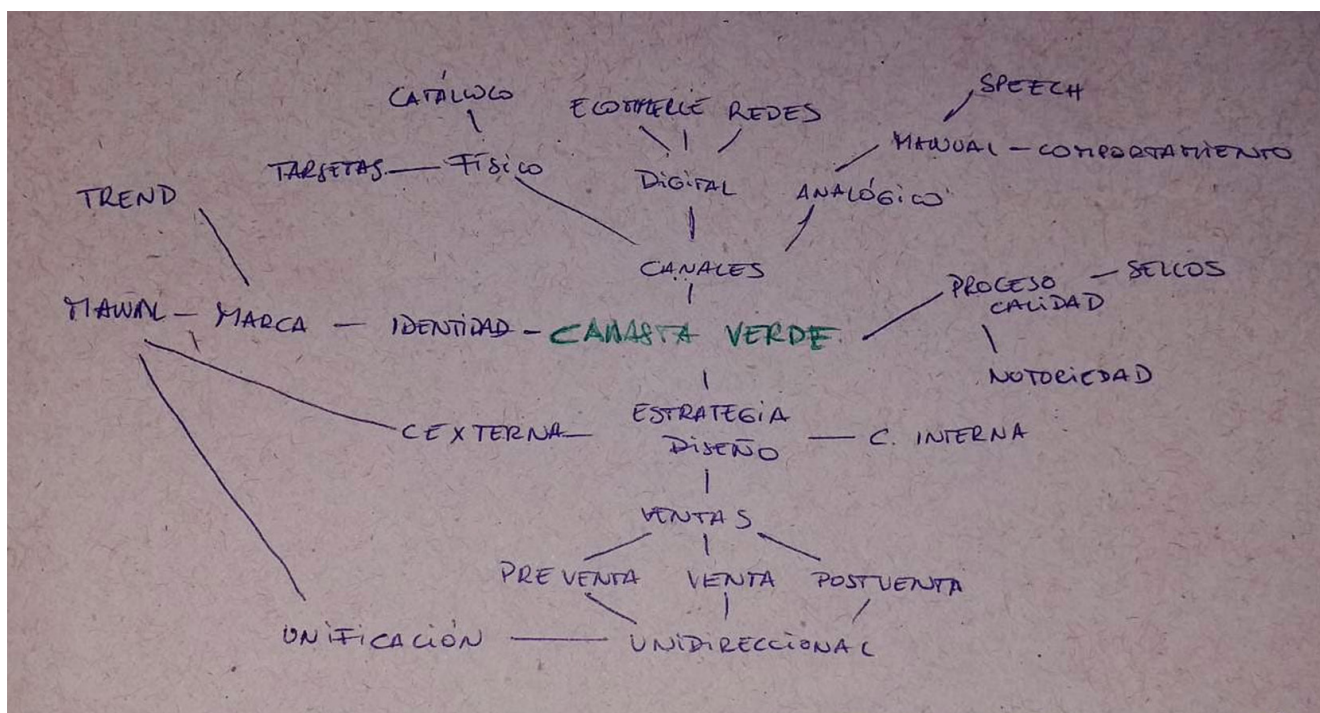 CATÁLOGO
ECOMMERCE REDES
SPEECH
TARJETAS — FÍSICO
DIGITAL
ANALÓGICO
MANUAL — COMPORTAMIENTO
TREND
CANALES
PROCESO CALIDAD — SELLOS
MANUAL — MARCA — IDENTIDAD — CANASTA VERDE
NOTORIEDAD
C EXTERNA — ESTRATEGIA DISEÑO — C. INTERNA
VENTAS
PREVENTA VENTA POSTVENTA
UNIFICACIÓN — UNIDIRECCIONAL